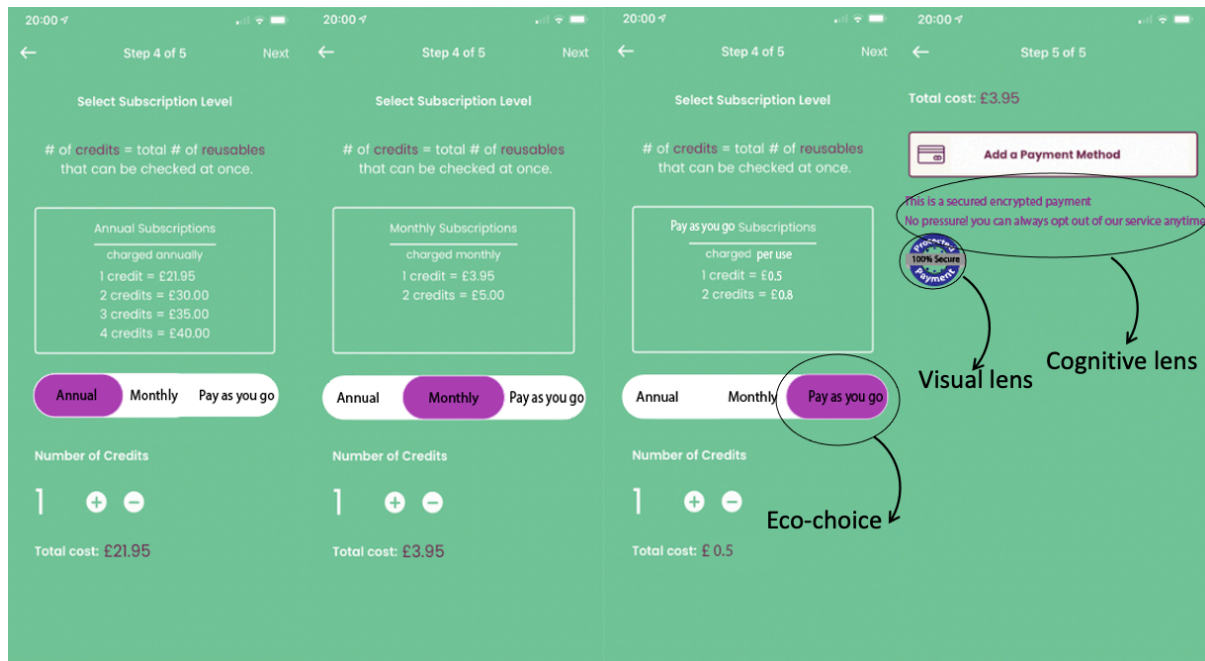 20:00
Step 4 of 5 Next
Select Subscription Level
# of credits = total # of reusables
that can be checked at once.
Annual Subscriptions
charged annually
1 credit = £21.95
2 credits = £30.00
3 credits = £35.00
4 credits = £40.00
Annual Monthly Pay as you go
Number of Credits
1 + −
Total cost: £21.95
20:00
Step 4 of 5 Next
Select Subscription Level
# of credits = total # of reusables
that can be checked at once.
Monthly Subscriptions
charged monthly
1 credit = £3.95
2 credits = £5.00
Annual Monthly Pay as you go
Number of Credits
1 + −
Total cost: £3.95
20:00
Step 4 of 5 Next
Select Subscription Level
# of credits = total # of reusables
that can be checked at once.
Pay as you go Subscriptions
charged per use
1 credit = £0.5
2 credits = £0.8
Annual Monthly Pay as you go
Number of Credits
1 + −
Eco-choice
Total cost: £ 0.5
20:00
Step 5 of 5
Total cost: £3.95
Add a Payment Method
This is a secured encrypted payment
No pressure! you can always opt out of our service anytime
Protected
100% Secure
Payment
Visual lens
Cognitive lens